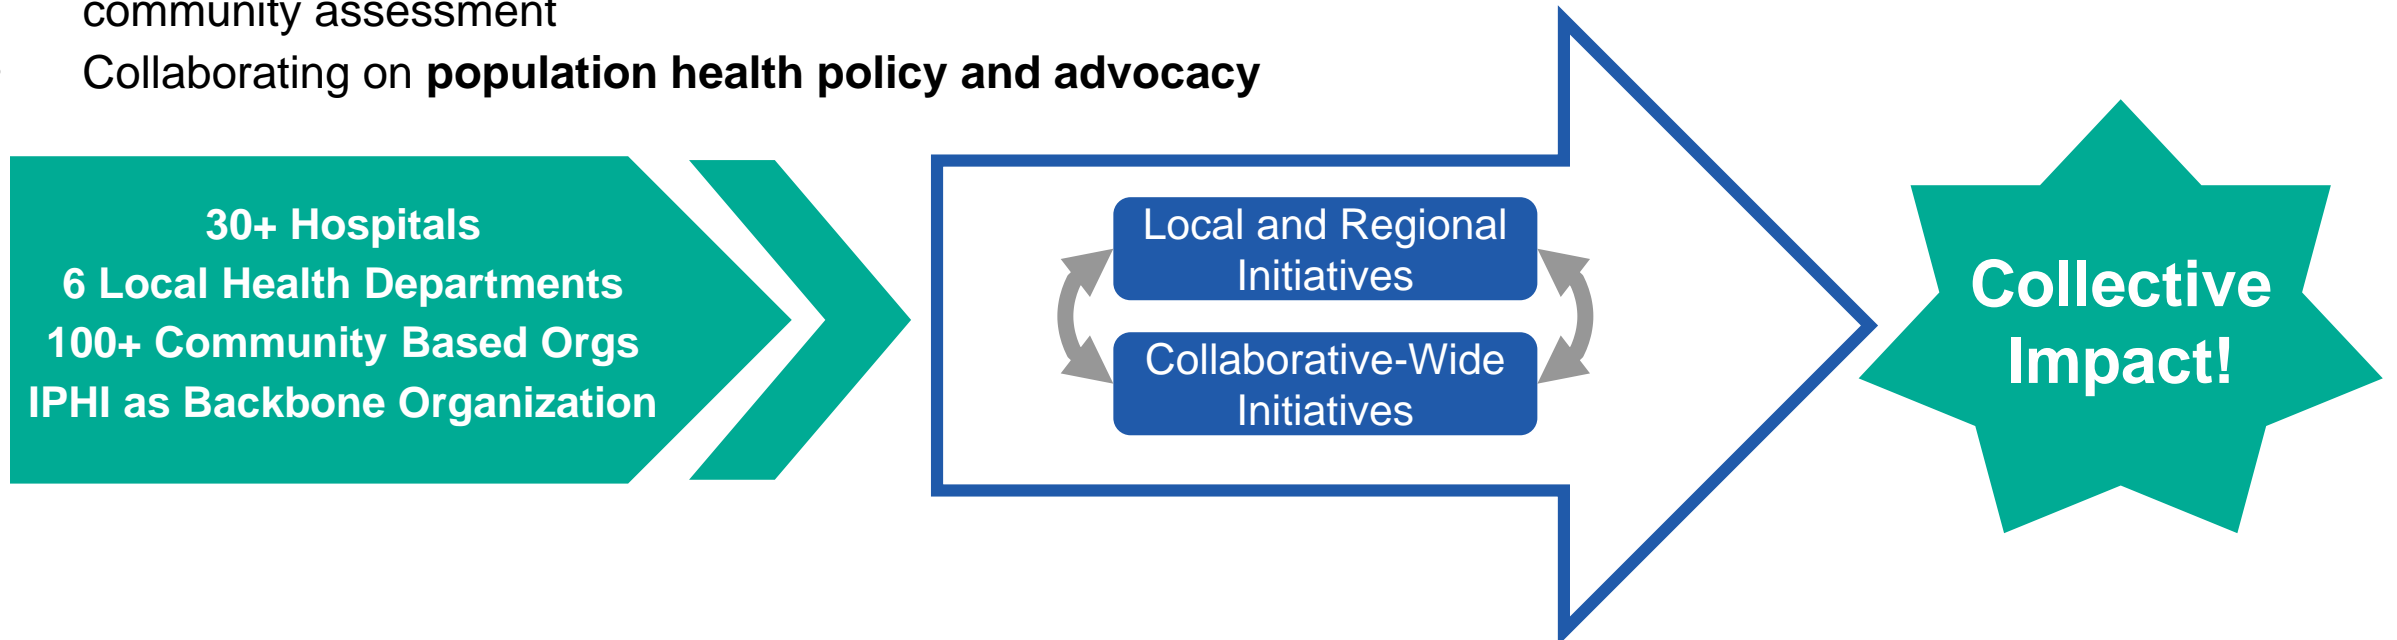 community assessment
Collaborating on population health policy and advocacy
30+ Hospitals
6 Local Health Departments
100+ Community Based Orgs
IPHI as Backbone Organization
Local and Regional
Initiatives
Collaborative-Wide
Initiatives
Collective
Impact!